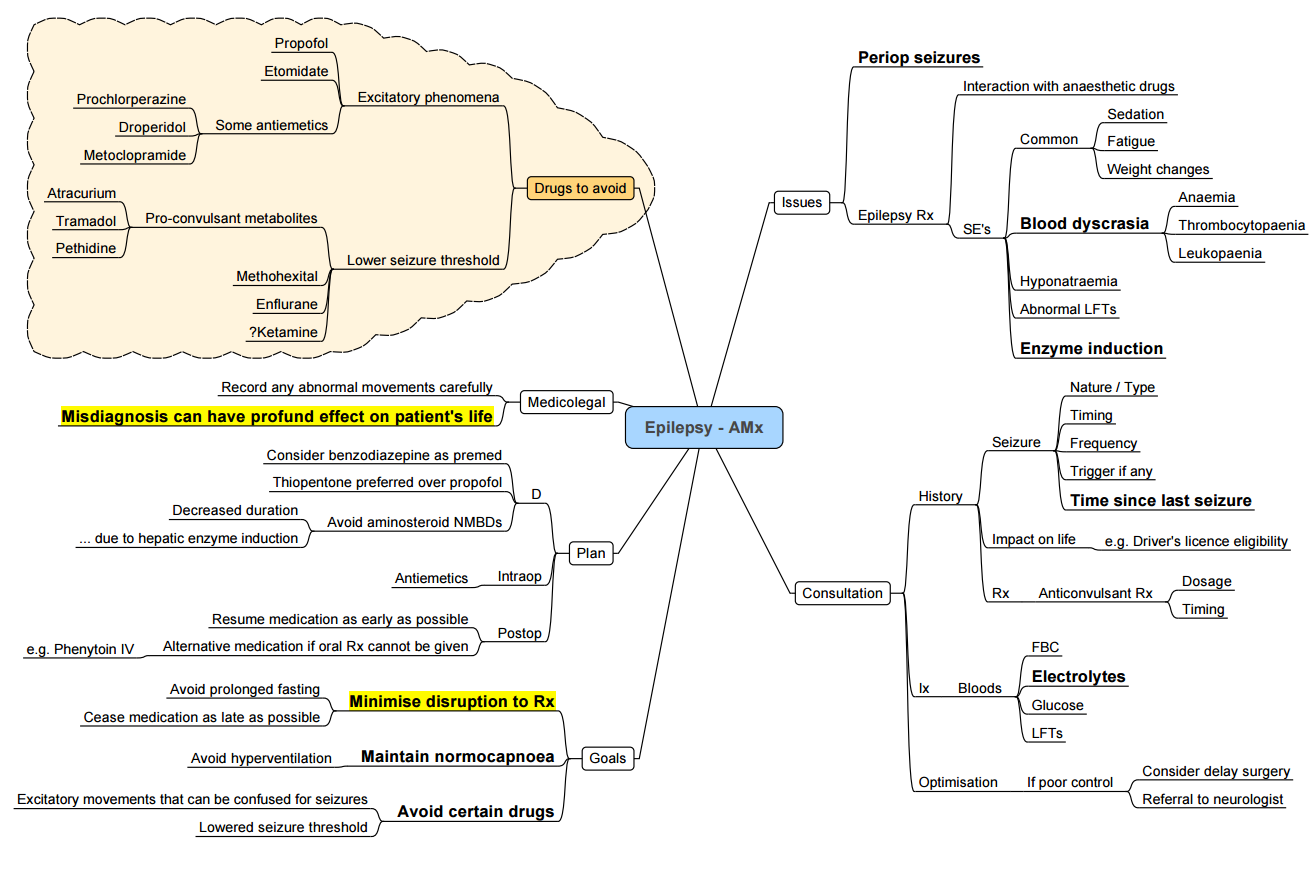 Epilepsy - AMx
Issues
Periop seizures
Epilepsy Rx
Interaction with anaesthetic drugs
SE's
Common
Sedation
Fatigue
Weight changes
Blood dyscrasia
Anaemia
Thrombocytopaenia
Leukopaenia
Hyponatraemia
Abnormal LFTs
Enzyme induction
Consultation
History
Seizure
Nature / Type
Timing
Frequency
Trigger if any
Time since last seizure
Impact on life
e.g. Driver's licence eligibility
Rx
Anticonvulsant Rx
Dosage
Timing
Ix
Bloods
FBC
Electrolytes
Glucose
LFTs
Optimisation
If poor control
Consider delay surgery
Referral to neurologist
Drugs to avoid
Excitatory phenomena
Propofol
Etomidate
Some antiemetics
Prochlorperazine
Droperidol
Metoclopramide
Lower seizure threshold
Pro-convulsant metabolites
Atracurium
Tramadol
Pethidine
Methohexital
Enflurane
?Ketamine
Medicolegal
Record any abnormal movements carefully
Misdiagnosis can have profund effect on patient's life
Plan
D
Consider benzodiazepine as premed
Thiopentone preferred over propofol
Avoid aminosteroid NMBDs
Decreased duration
... due to hepatic enzyme induction
Intraop
Antiemetics
Postop
Resume medication as early as possible
Alternative medication if oral Rx cannot be given
e.g. Phenytoin IV
Goals
Minimise disruption to Rx
Avoid prolonged fasting
Cease medication as late as possible
Maintain normocapnoea
Avoid hyperventilation
Avoid certain drugs
Excitatory movements that can be confused for seizures
Lowered seizure threshold